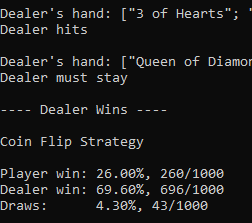 Dealer's hand: ["3 of Hearts"; "
Dealer hits
Dealer's hand: ["Queen of Diamon
Dealer must stay
---- Dealer Wins ----
Coin Flip Strategy
Player win: 26.00%, 260/1000
Dealer win: 69.60%, 696/1000
Draws: 4.30%, 43/1000